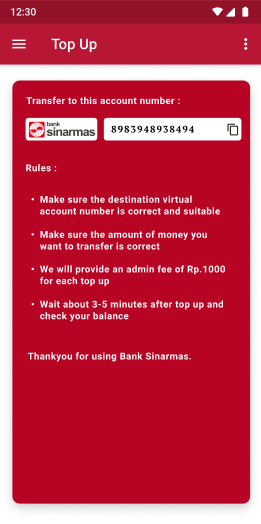 12:30
Top Up
Transfer to this account number :
bank
sinarmas
8983948938494
Rules :
• Make sure the destination virtual
account number is correct and suitable
• Make sure the amount of money you
want to transfer is correct
• We will provide an admin fee of Rp.1000
for each top up
• Wait about 3-5 minutes after top up and
check your balance
Thankyou for using Bank Sinarmas.